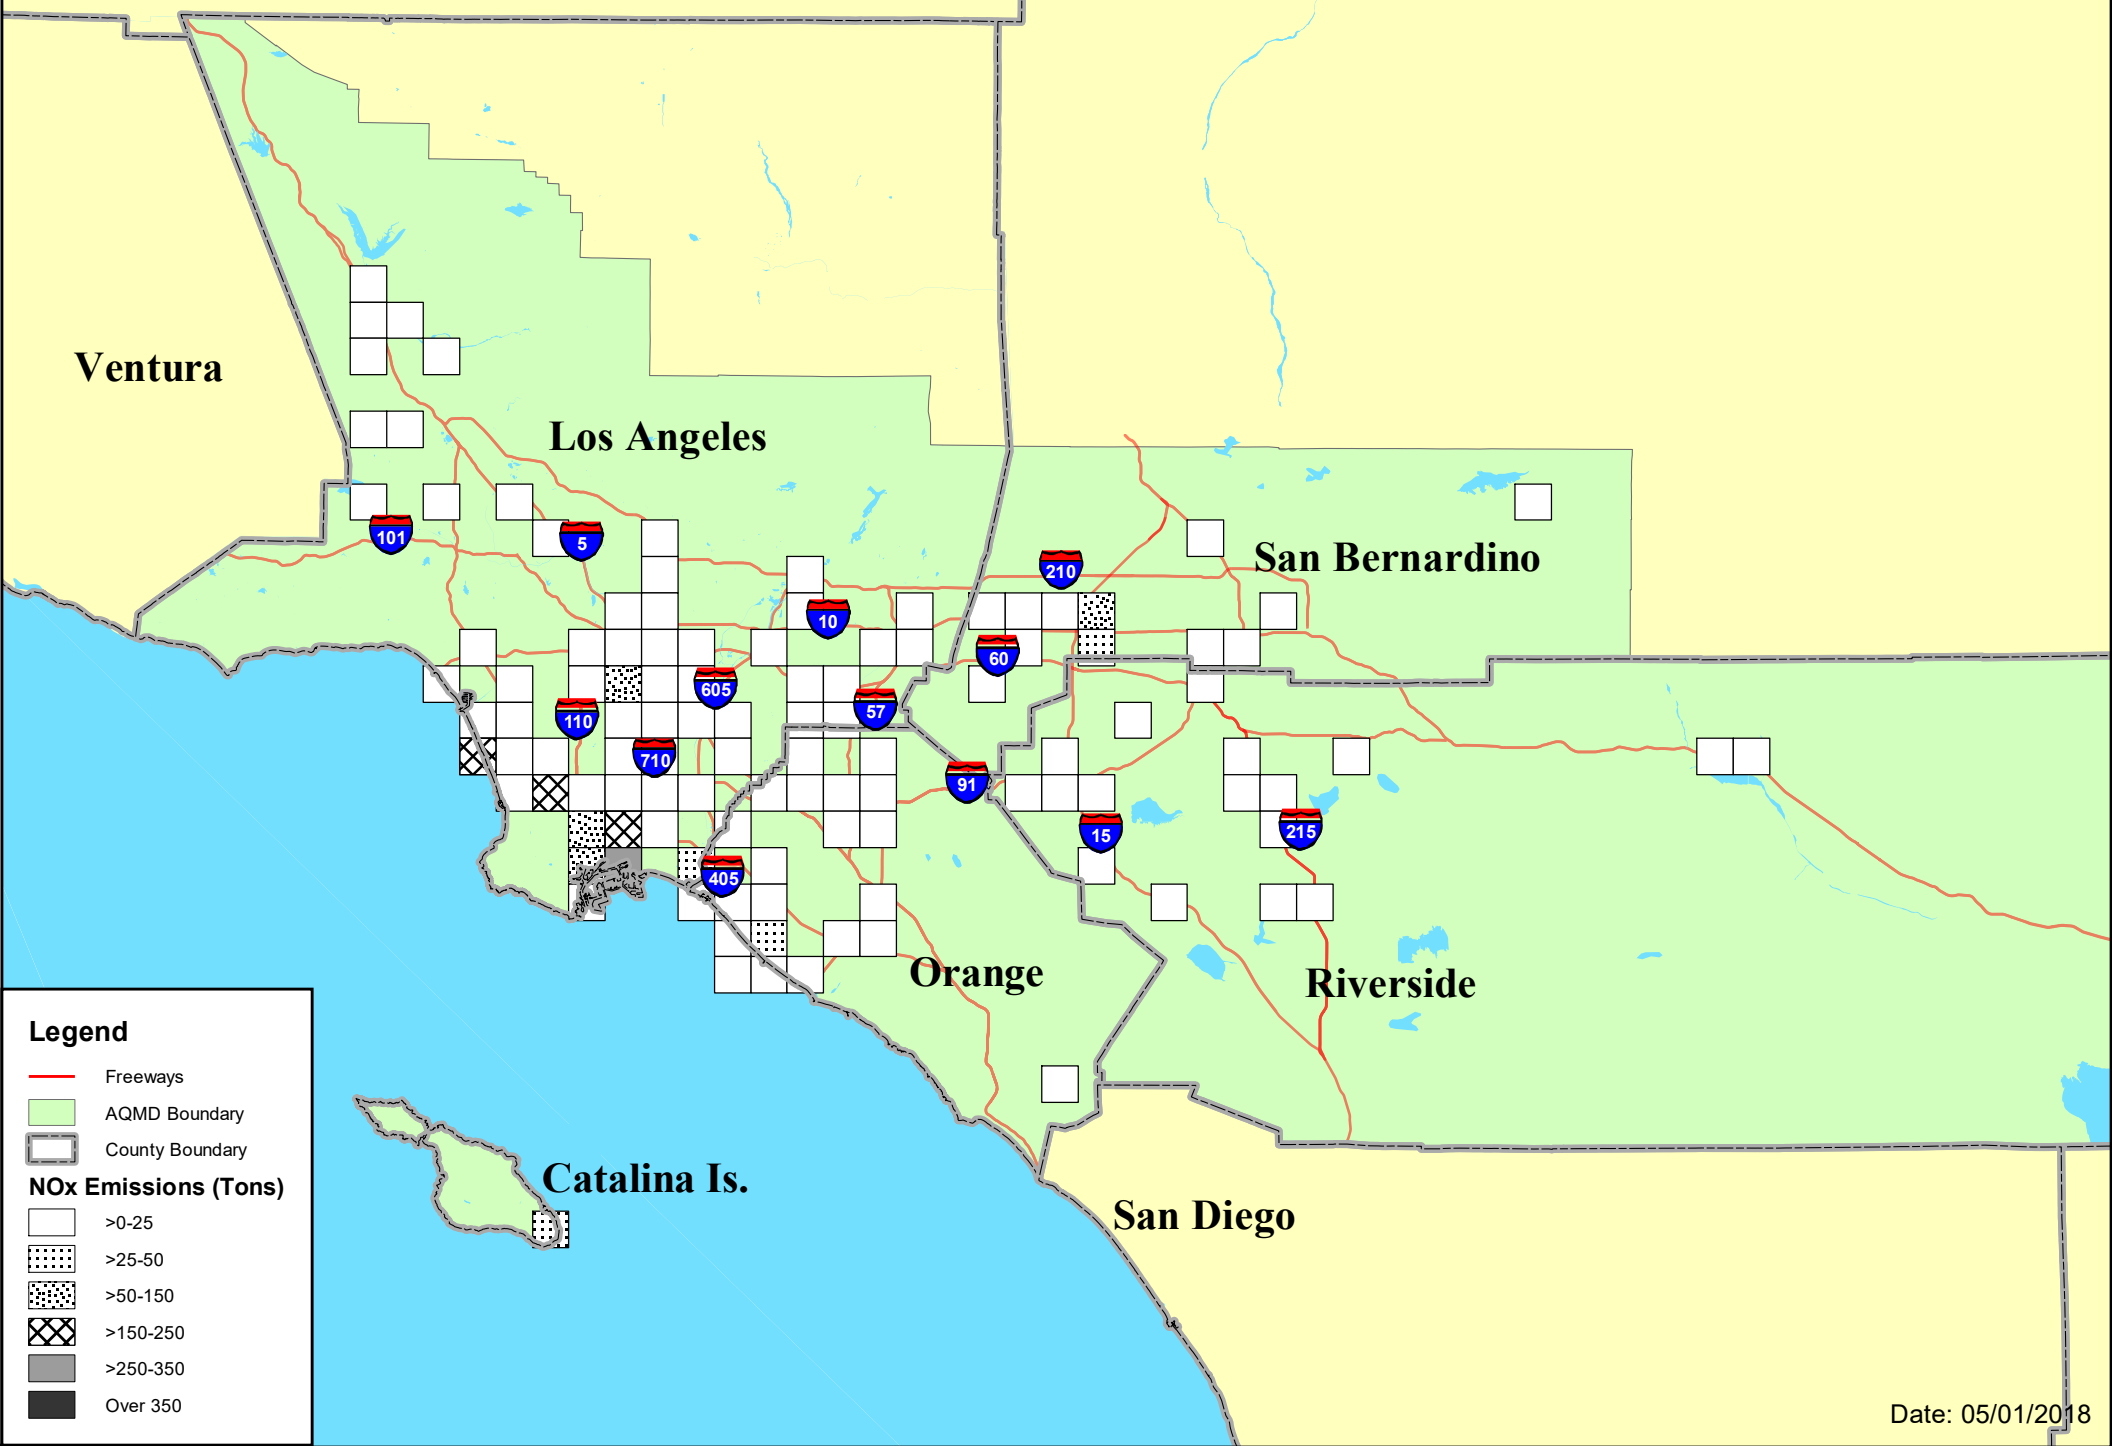 Ventura
Los Angeles
101
5
210
San Bernardino
10
60
605
57
110
710
91
15
215
405
Orange
Riverside
Legend
Freeways
AQMD Boundary
County Boundary
NOx Emissions (Tons)
>0-25
>25-50
>50-150
>150-250
>250-350
Over 350
Catalina Is.
San Diego
Date: 05/01/2018